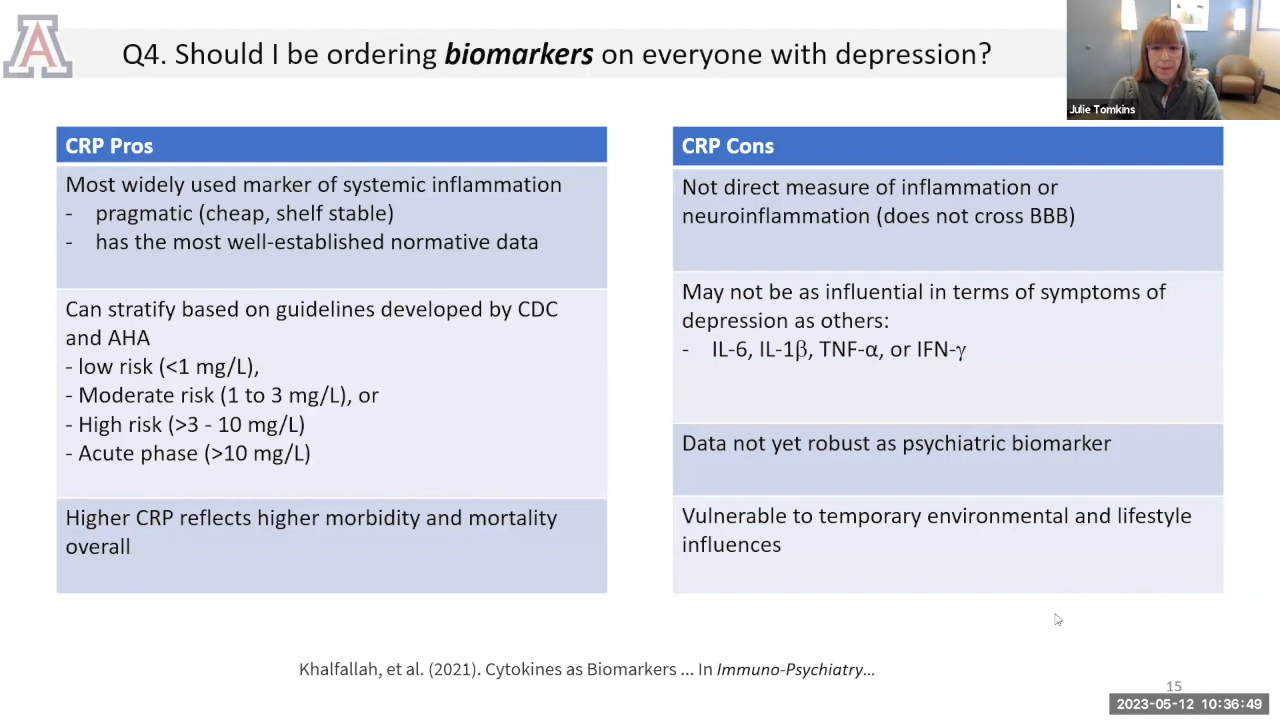 A
Q4. Should I be ordering biomarkers on everyone with depression?
Julie Tomkins
CRP Pros
Most widely used marker of systemic inflammation
- pragmatic (cheap, shelf stable)
- has the most well-established normative data
Can stratify based on guidelines developed by CDC
and AHA
- low risk (<1 mg/L),
- Moderate risk (1 to 3 mg/L), or
- High risk (>3 - 10 mg/L)
- Acute phase (>10 mg/L)
Higher CRP reflects higher morbidity and mortality
overall
CRP Cons
Not direct measure of inflammation or
neuroinflammation (does not cross BBB)
May not be as influential in terms of symptoms of
depression as others:
- IL-6, IL-1β, TNF-α, or IFN-γ
Data not yet robust as psychiatric biomarker
Vulnerable to temporary environmental and lifestyle
influences
Khalfallah, et al. (2021). Cytokines as Biomarkers ... In Immuno-Psychiatry...
15
2023-05-12 10:36:49